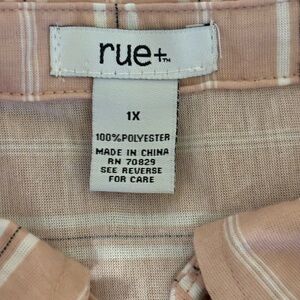 rue+™
1X
100%POLYESTER
MADE IN CHINA
RN 70829
SEE REVERSE
FOR CARE